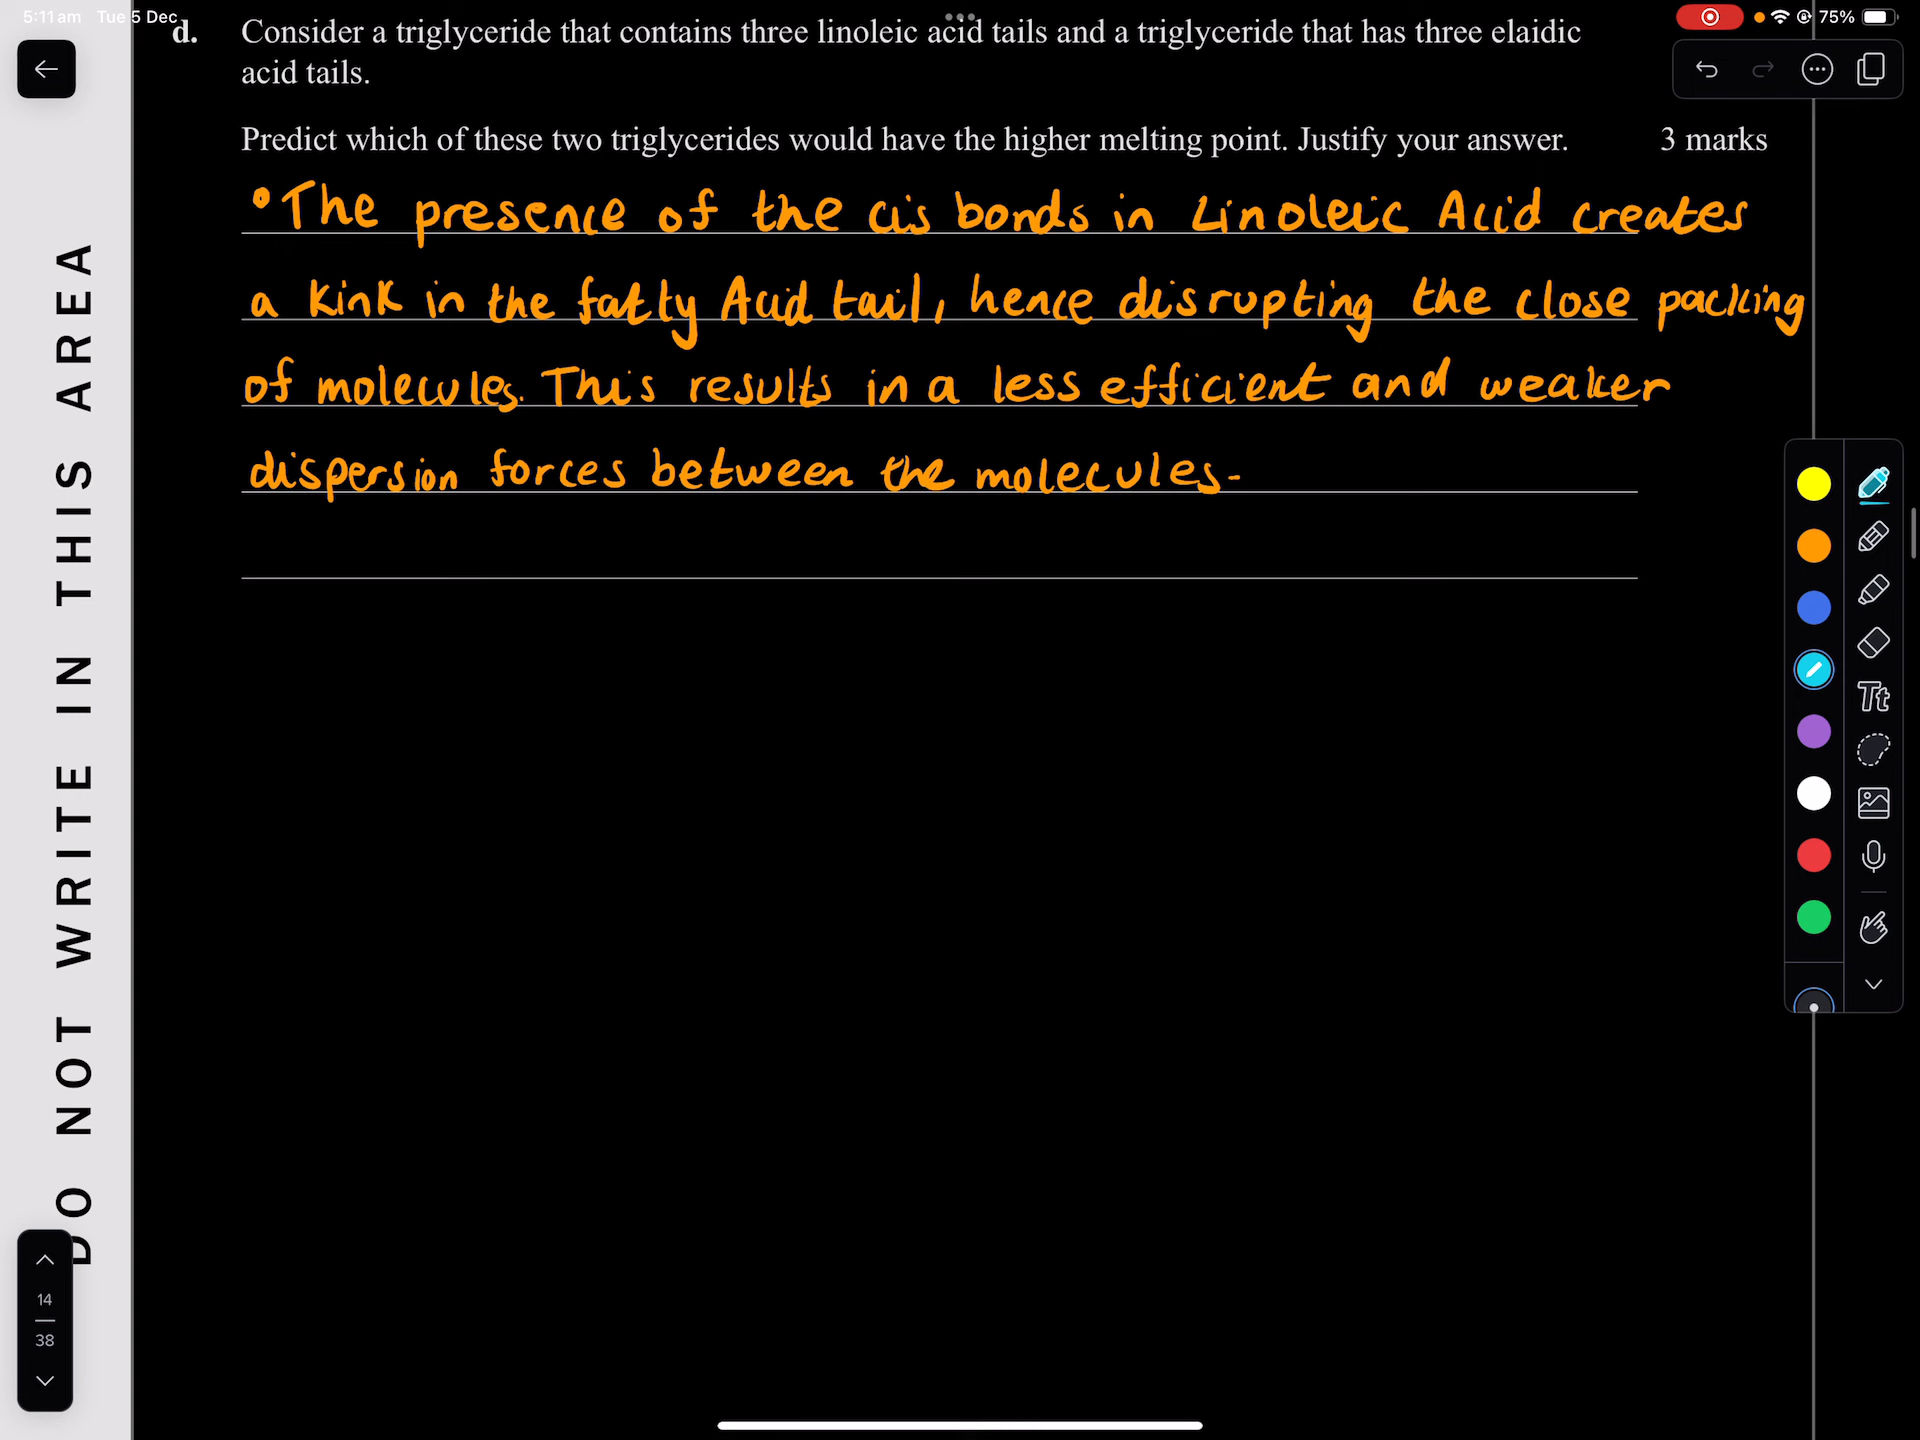 5:11am Tue 5 Dec
75%
d. Consider a triglyceride that contains three linoleic acid tails and a triglyceride that has three elaidic
acid tails.
Predict which of these two triglycerides would have the higher melting point. Justify your answer. 3 marks
•The presence of the cis bonds in Linoleic Acid creates
a kink in the fatty Acid tail, hence disrupting the close packing
of molecules. This results in a less efficient and weaker
dispersion forces between the molecules.
DO NOT WRITE IN THIS AREA
Tt
14
38